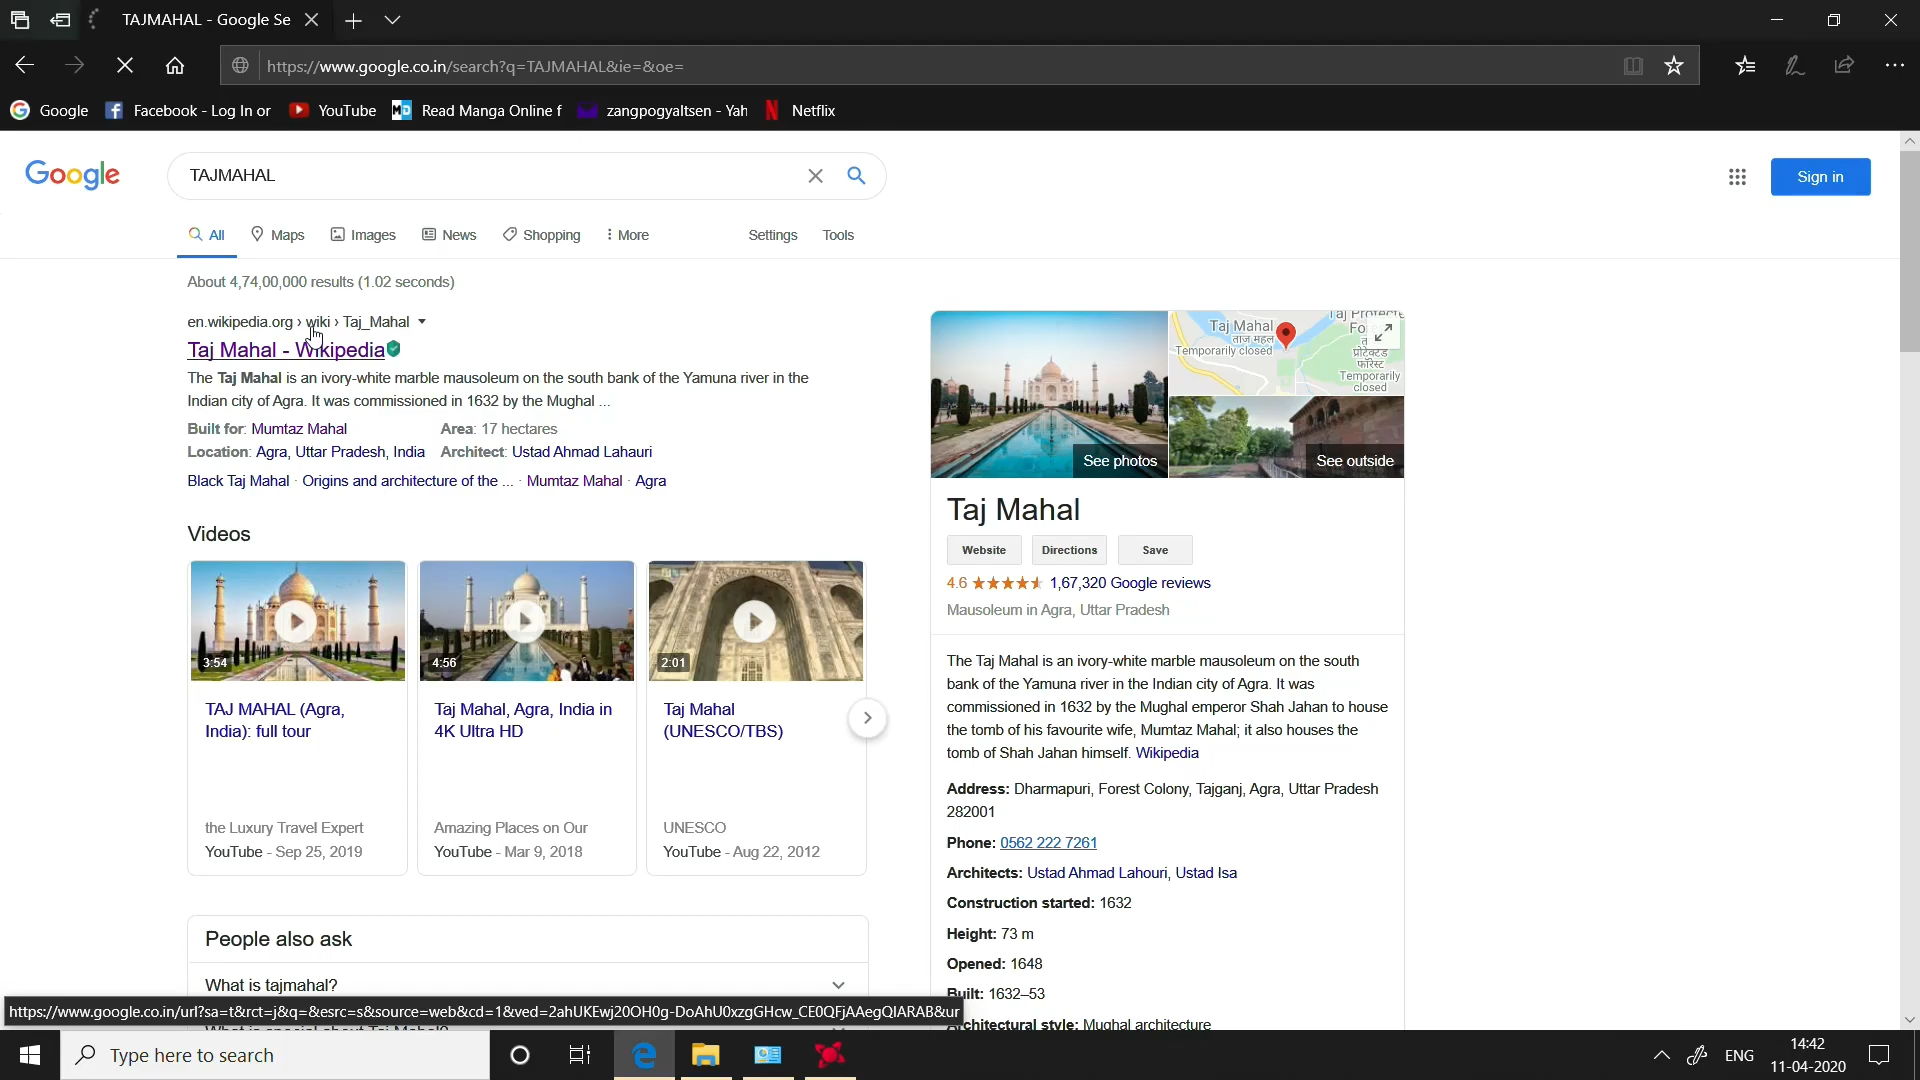 TAJMAHAL - Google Se
https://www.google.co.in/search?q=TAJMAHAL&ie=&oe=
Google
Facebook - Log In or
YouTube
Read Manga Online f
zangpogyaltsen - Yah
Netflix
Google
TAJMAHAL
Sign in
All
Maps
Images
News
Shopping
More
Settings
Tools
About 4,74,00,000 results (1.02 seconds)
en.wikipedia.org › wiki › Taj_Mahal
Taj Mahal - Wikipedia
The Taj Mahal is an ivory-white marble mausoleum on the south bank of the Yamuna river in the
Indian city of Agra. It was commissioned in 1632 by the Mughal ...
Built for: Mumtaz Mahal
Area: 17 hectares
Location: Agra, Uttar Pradesh, India
Architect: Ustad Ahmad Lahauri
Black Taj Mahal · Origins and architecture of the ... · Mumtaz Mahal · Agra
Videos
3:54
TAJ MAHAL (Agra,
India): full tour
the Luxury Travel Expert
YouTube - Sep 25, 2019
4:56
Taj Mahal, Agra, India in
4K Ultra HD
Amazing Places on Our
YouTube - Mar 9, 2018
2:01
Taj Mahal
(UNESCO/TBS)
UNESCO
YouTube - Aug 22, 2012
People also ask
What is tajmahal?
https://www.google.co.in/url?sa=t&rct=j&q=&esrc=s&source=web&cd=1&ved=2ahUKEwj20OH0g-DoAhU0xzgGHcw_CE0QFjAAegQIARAB&ur
See photos
Taj Mahal
ताज महल
Temporarily closed
Taj Protecte
Fo
प्रोटेक्टेड
फॉरेस्ट
Temporarily
closed
See outside
Taj Mahal
Website
Directions
Save
4.6
1,67,320 Google reviews
Mausoleum in Agra, Uttar Pradesh
The Taj Mahal is an ivory-white marble mausoleum on the south
bank of the Yamuna river in the Indian city of Agra. It was
commissioned in 1632 by the Mughal emperor Shah Jahan to house
the tomb of his favourite wife, Mumtaz Mahal; it also houses the
tomb of Shah Jahan himself. Wikipedia
Address: Dharmapuri, Forest Colony, Tajganj, Agra, Uttar Pradesh
282001
Phone: 0562 222 7261
Architects: Ustad Ahmad Lahouri, Ustad Isa
Construction started: 1632
Height: 73 m
Opened: 1648
Built: 1632–53
Architectural style: Mughal architecture
Type here to search
ENG
14:42
11-04-2020